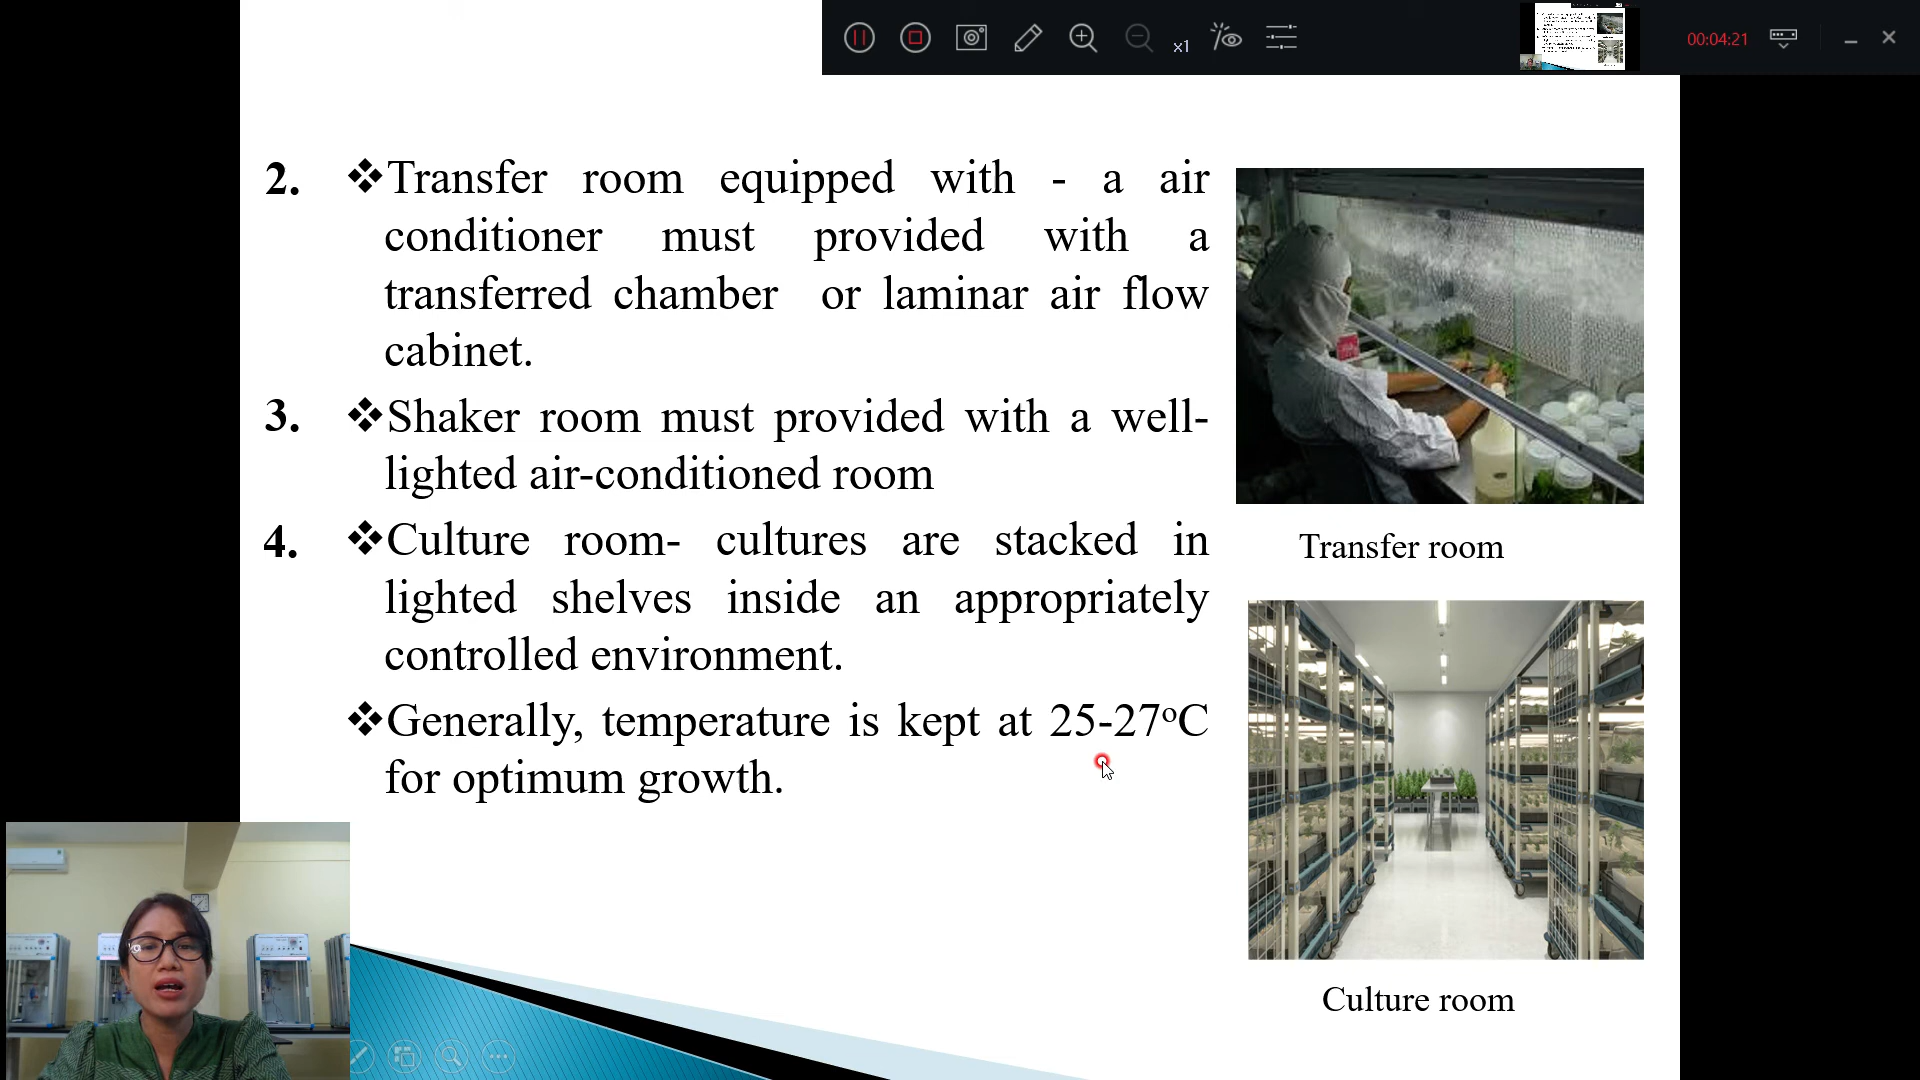 x1
00:04:21
2. ❖Transfer room equipped with - a air
conditioner must provided with a
transferred chamber or laminar air flow
cabinet.
3. ❖Shaker room must provided with a well-
lighted air-conditioned room
4. ❖Culture room- cultures are stacked in
lighted shelves inside an appropriately
controlled environment.
❖Generally, temperature is kept at 25-27ºC
for optimum growth.
Transfer room
Culture room